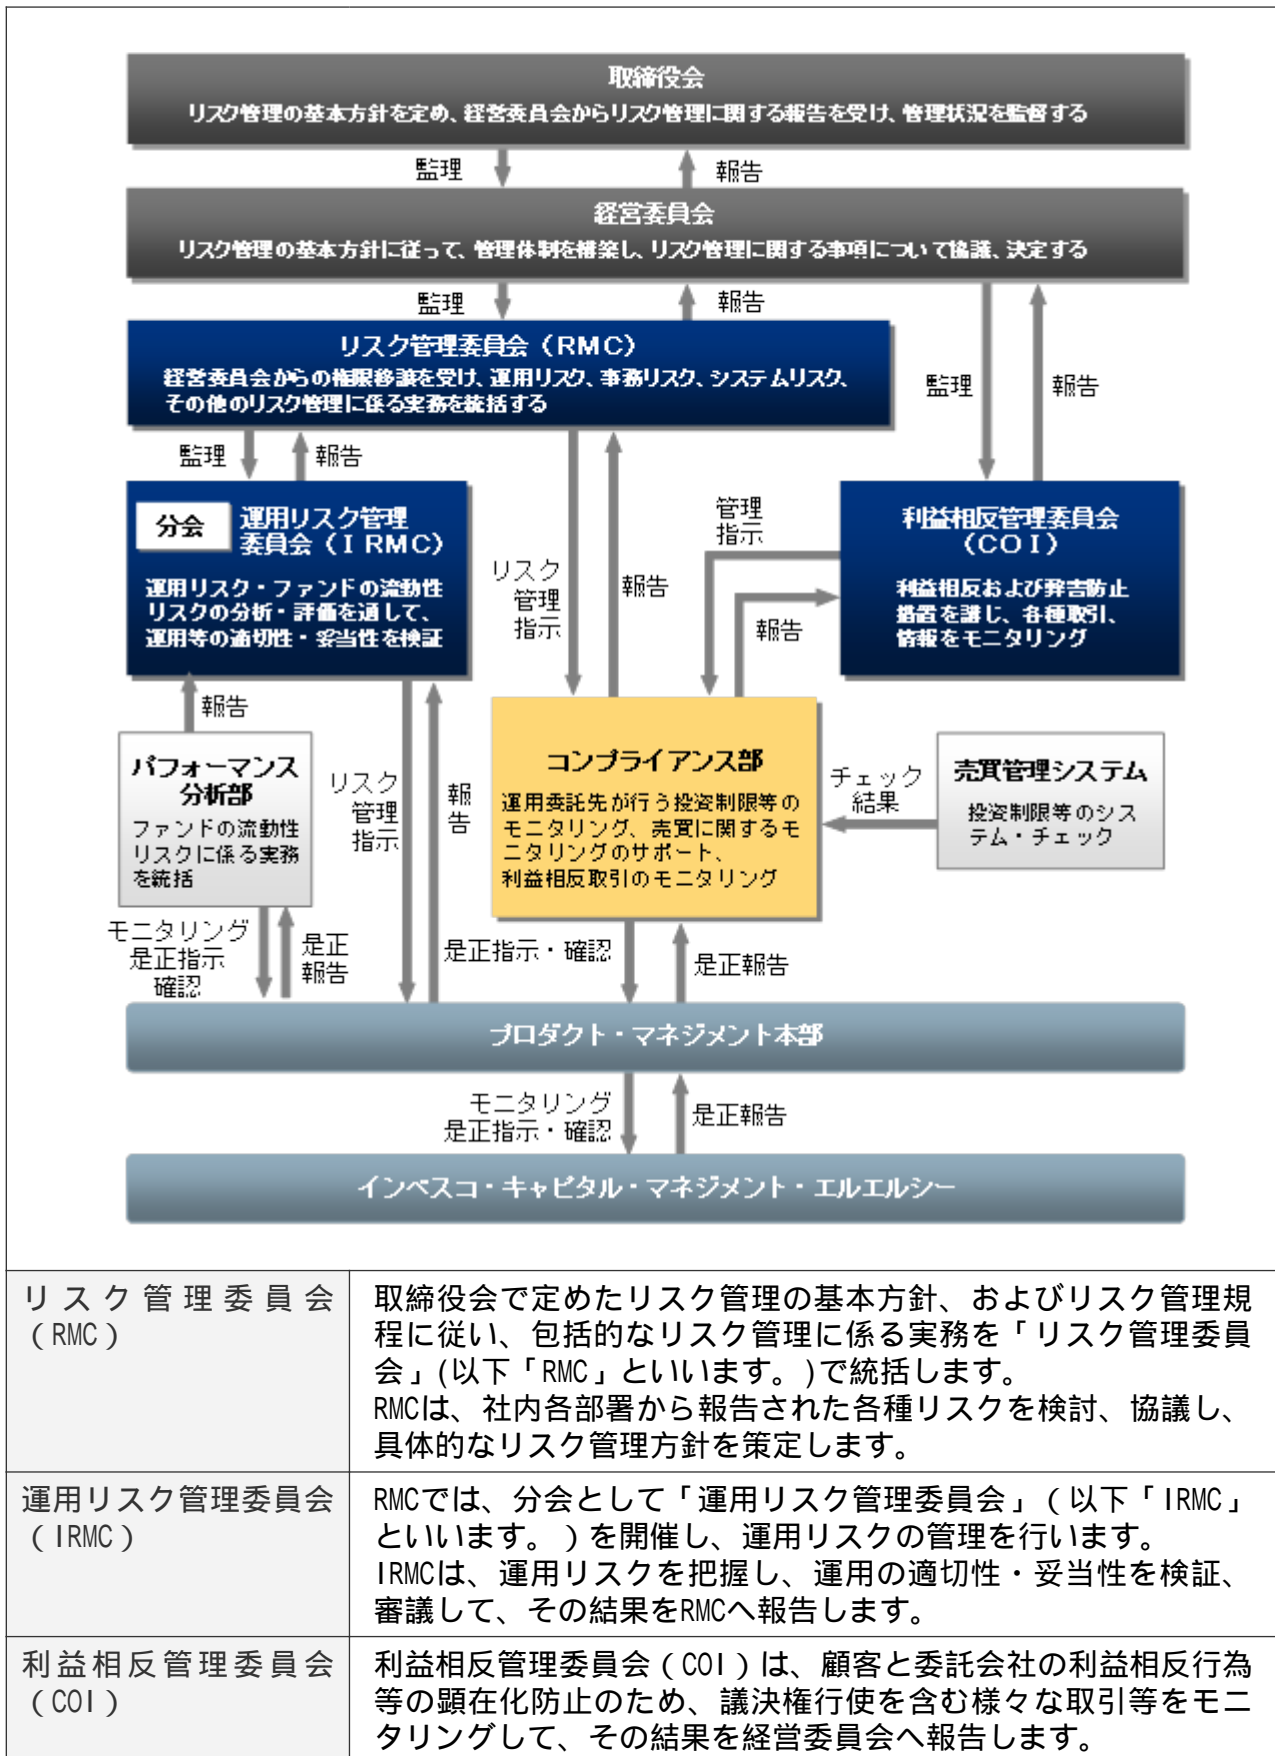 取締役会
リスク管理の基本方針を定め、経営委員会からリスク管理に関する報告を受け、管理状況を監督する
監理
報告
経営委員会
リスク管理の基本方針に従って、管理体制を構築し、リスク管理に関する事項について協議、決定する
監理
報告
リスク管理委員会（RMC）
経営委員会からの権限移譲を受け、運用リスク、事務リスク、システムリスク、
その他のリスク管理に係る実務を統括する
監理
報告
監理
報告
分会
運用リスク管理
委員会（IRMC）
運用リスク・ファンドの流動性
リスクの分析・評価を通して、
運用等の適切性・妥当性を検証
リスク
管理
指示
報告
管理
指示
報告
利益相反管理委員会
（COI）
利益相反および弊害防止
措置を講じ、各種取引、
情報をモニタリング
報告
パフォーマンス
分析部
ファンドの流動性
リスクに係る実務
を統括
リスク
管理
指示
報
告
コンプライアンス部
運用委託先が行う投資制限等の
モニタリング、売買に関するモ
ニタリングのサポート、
利益相反取引のモニタリング
チェック
結果
売買管理システム
投資制限等のシス
テム・チェック
モニタリング
是正指示
確認
是正
報告
是正指示・確認
是正報告
プロダクト・マネジメント本部
モニタリング
是正指示・確認
是正報告
インベスコ・キャピタル・マネジメント・エルエルシー
リスク管理委員会
（RMC）
取締役会で定めたリスク管理の基本方針、およびリスク管理規
程に従い、包括的なリスク管理に係る実務を「リスク管理委員
会」(以下「RMC」といいます。)で統括します。
RMCは、社内各部署から報告された各種リスクを検討、協議し、
具体的なリスク管理方針を策定します。
運用リスク管理委員会
（IRMC）
RMCでは、分会として「運用リスク管理委員会」（以下「IRMC」
といいます。）を開催し、運用リスクの管理を行います。
IRMCは、運用リスクを把握し、運用の適切性・妥当性を検証、
審議して、その結果をRMCへ報告します。
利益相反管理委員会
（COI）
利益相反管理委員会（COI）は、顧客と委託会社の利益相反行為
等の顕在化防止のため、議決権行使を含む様々な取引等をモニ
タリングして、その結果を経営委員会へ報告します。